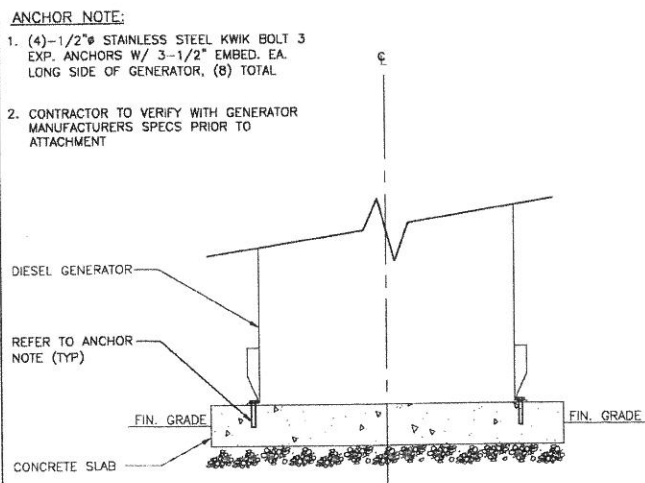 ANCHOR NOTE:
1. (4)-1/2"ø STAINLESS STEEL KWIK BOLT 3
EXP. ANCHORS W/ 3-1/2" EMBED. EA.
LONG SIDE OF GENERATOR, (8) TOTAL
2. CONTRACTOR TO VERIFY WITH GENERATOR
MANUFACTURERS SPECS PRIOR TO
ATTACHMENT
℄
DIESEL GENERATOR
REFER TO ANCHOR
NOTE (TYP)
FIN. GRADE
FIN. GRADE
CONCRETE SLAB